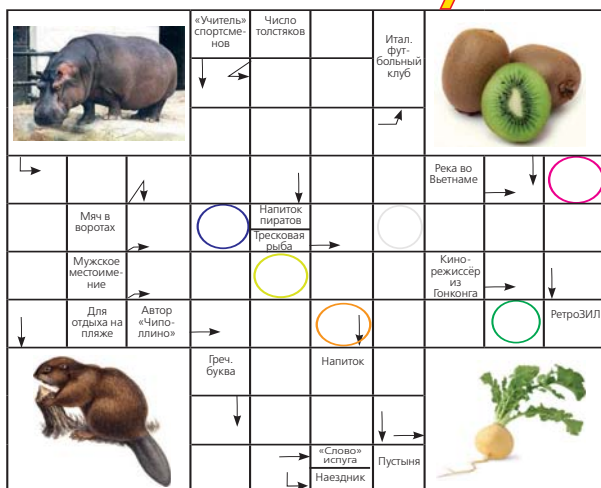 «Учитель»
спортсме-
нов
Число
толстяков
Итал.
фут-
больный
клуб
Река во
Вьетнаме
Мяч в
воротах
Напиток
пиратов
Тресковая
рыба
Мужское
местоиме-
ние
Кино-
режиссёр
из
Гонконга
Для
отдыха на
пляже
Автор
«Чипо-
ллино»
РетроЗИЛ
Греч.
буква
Напиток
«Слово»
испуга
Наездник
Пустыня